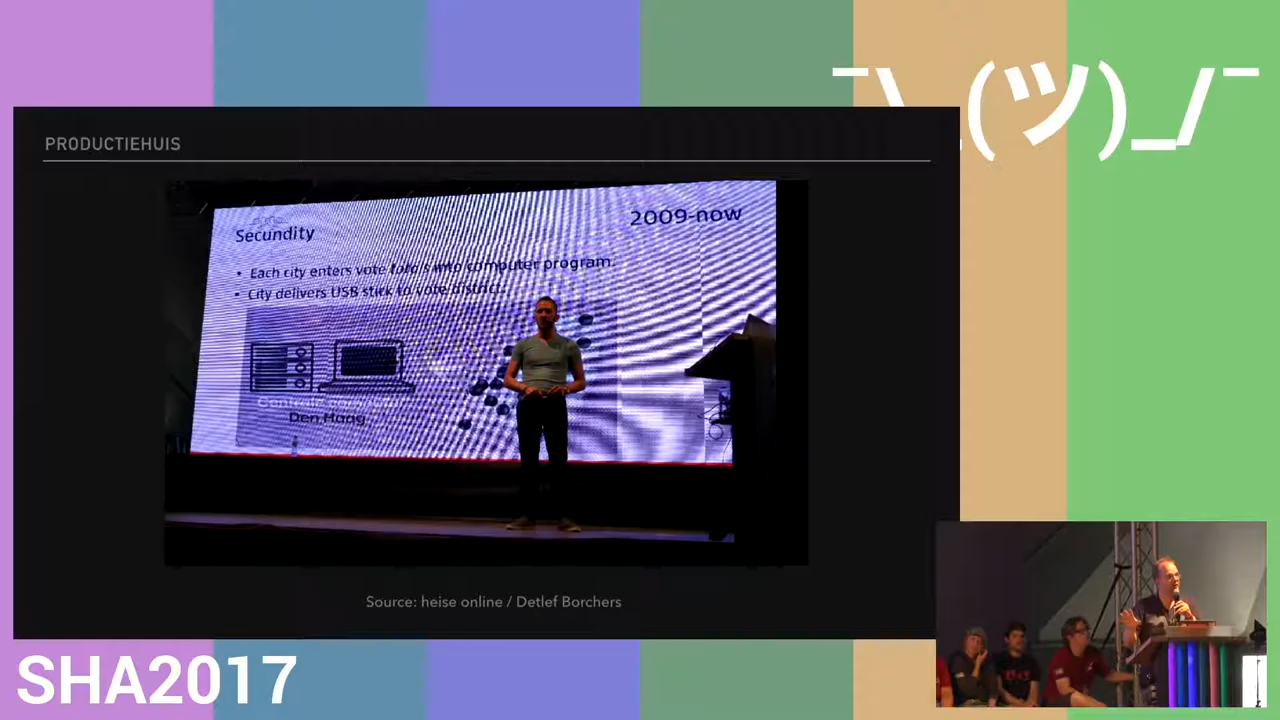 ¯\_(ツ)_/¯
PRODUCTIEHUIS
2009-now
Secundity
• Each city enters vote foto's into computer program.
• City delivers USB stick to vote district.
Den Haag
Source: heise online / Detlef Borchers
SHA2017